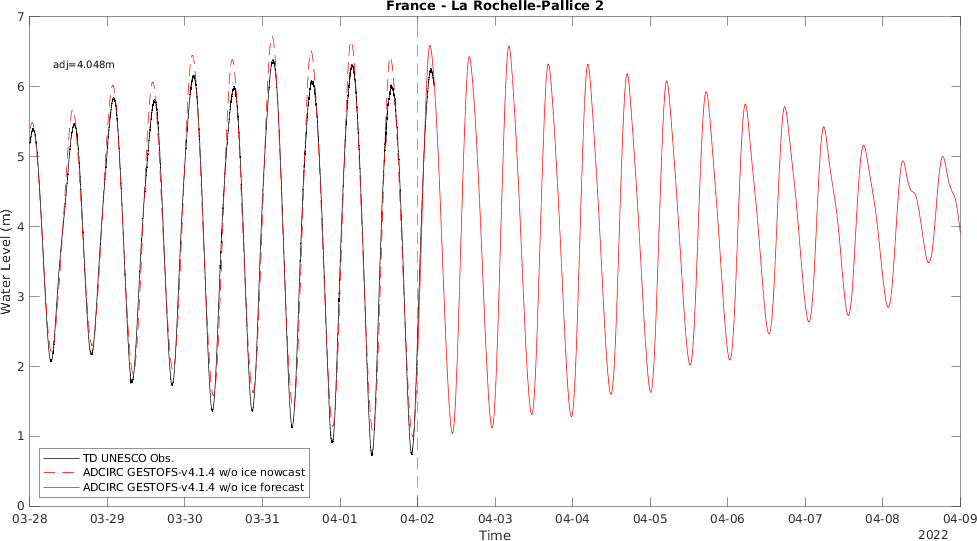 France - La Rochelle-Pallice 2
adj=4.048m
7
6
5
4
3
2
1
0
Water Level (m)
TD UNESCO Obs.
ADCIRC GESTOFS-v4.1.4 w/o ice nowcast
ADCIRC GESTOFS-v4.1.4 w/o ice forecast
03-28 03-29 03-30 03-31 04-01 04-02 04-03 04-04 04-05 04-06 04-07 04-08 04-09
Time
2022